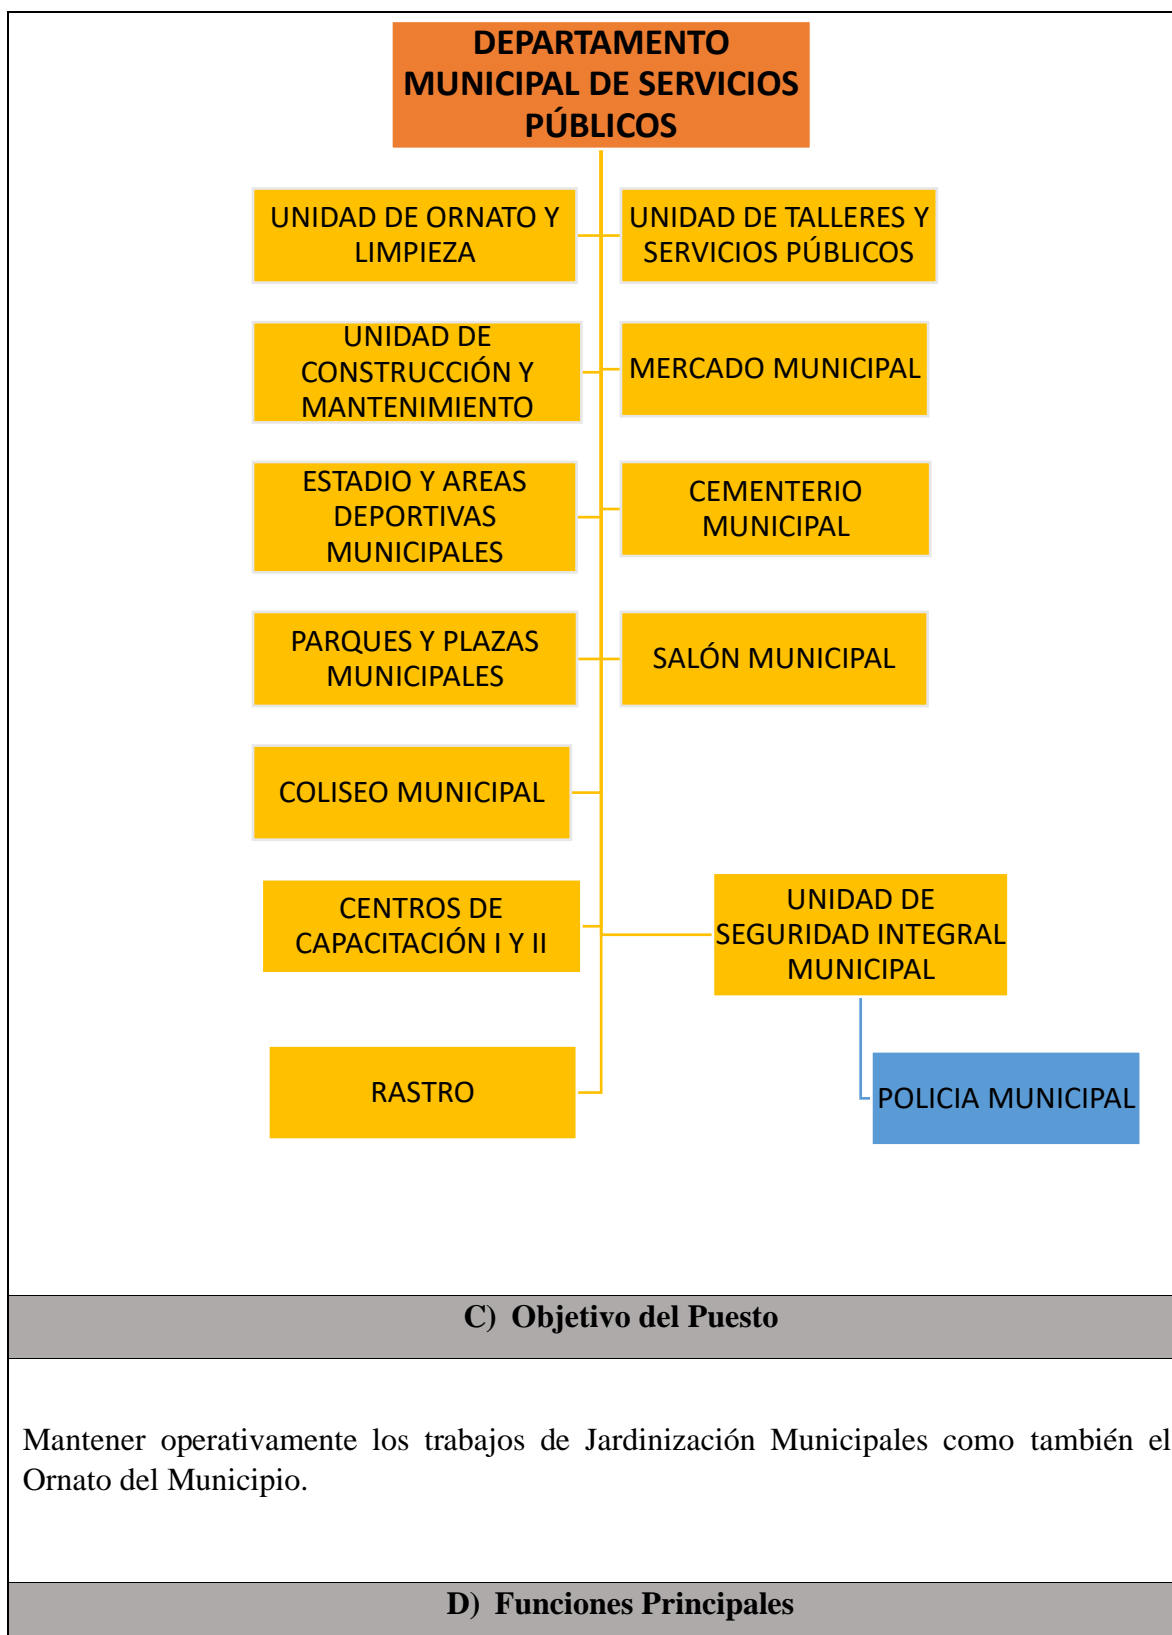 DEPARTAMENTO
MUNICIPAL DE SERVICIOS
PÚBLICOS
UNIDAD DE ORNATO Y
LIMPIEZA
UNIDAD DE TALLERES Y
SERVICIOS PÚBLICOS
UNIDAD DE
CONSTRUCCIÓN Y
MANTENIMIENTO
MERCADO MUNICIPAL
ESTADIO Y AREAS
DEPORTIVAS
MUNICIPALES
CEMENTERIO
MUNICIPAL
PARQUES Y PLAZAS
MUNICIPALES
SALÓN MUNICIPAL
COLISEO MUNICIPAL
CENTROS DE
CAPACITACIÓN I Y II
UNIDAD DE
SEGURIDAD INTEGRAL
MUNICIPAL
RASTRO
POLICIA MUNICIPAL
C) Objetivo del Puesto
Mantener operativamente los trabajos de Jardinización Municipales como también el
Ornato del Municipio.
D) Funciones Principales